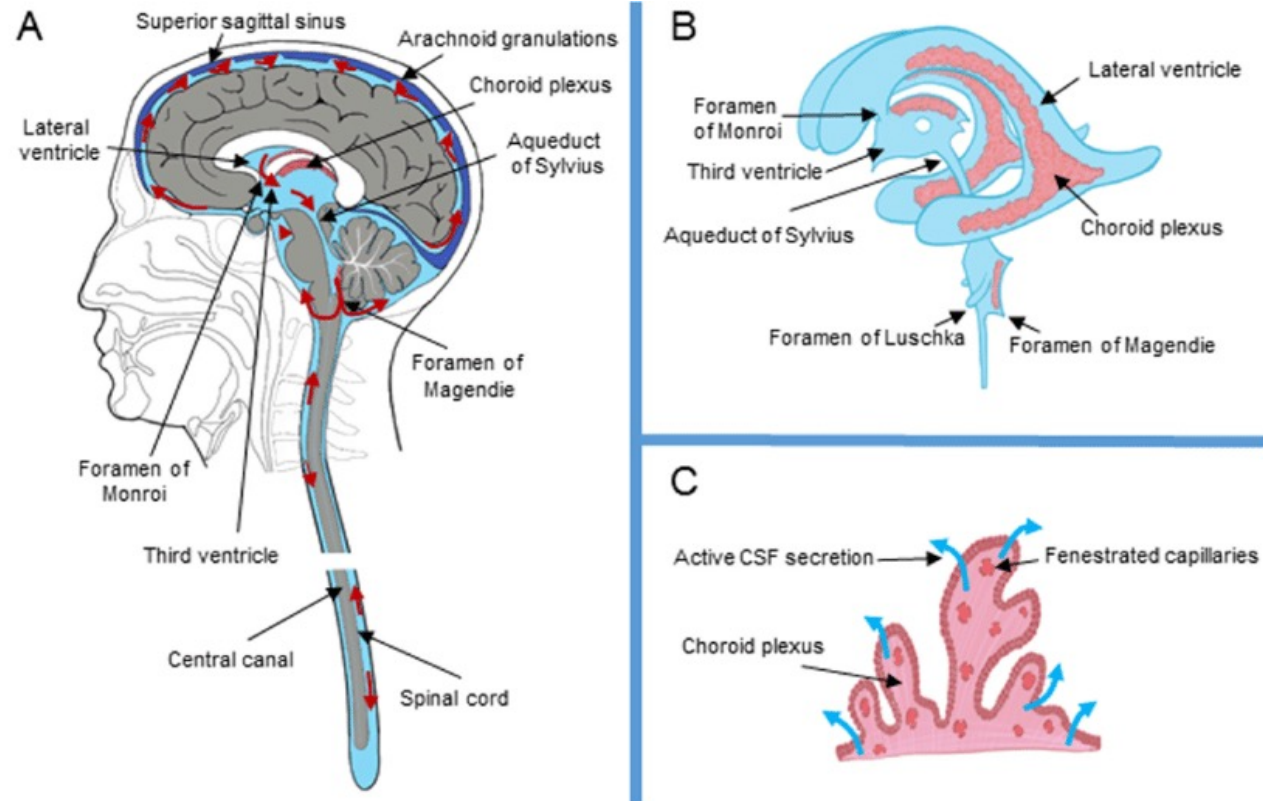 A
Superior sagittal sinus
Arachnoid granulations
Choroid plexus
Lateral
ventricle
Aqueduct
of Sylvius
Foramen of
Magendie
Foramen of
Monroi
Third ventricle
Central canal
Spinal cord
B
Lateral ventricle
Foramen
of Monroi
Third ventricle
Aqueduct of Sylvius
Choroid plexus
Foramen of Luschka
Foramen of Magendie
C
Active CSF secretion
Fenestrated capillaries
Choroid plexus